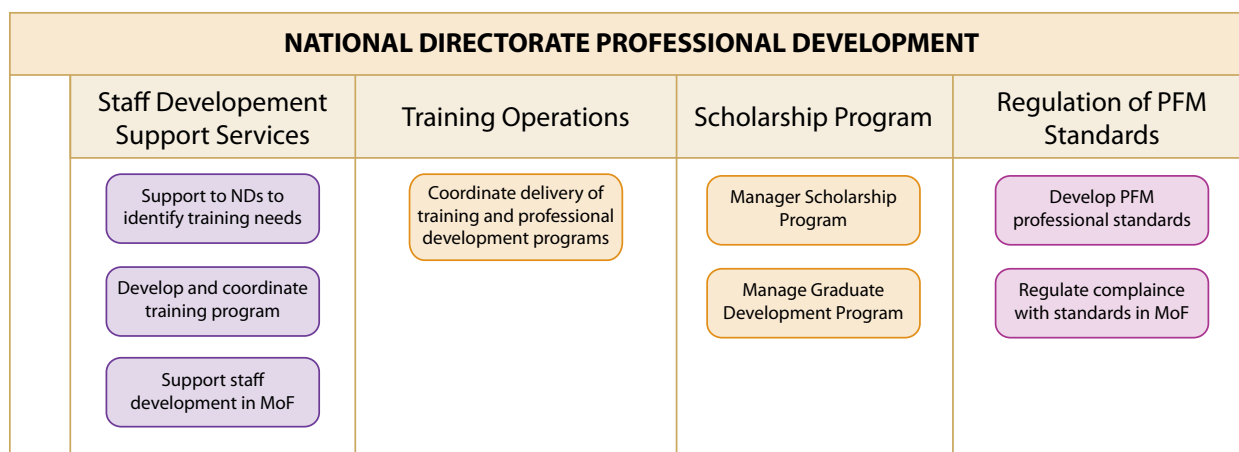 NATIONAL DIRECTORATE PROFESSIONAL DEVELOPMENT
Staff Developement
Support Services
Training Operations
Scholarship Program
Regulation of PFM
Standards
Support to NDs to
identify training needs
Develop and coordinate
training program
Support staff
development in MoF
Coordinate delivery of
training and professional
development programs
Manager Scholarship
Program
Manage Graduate
Development Program
Develop PFM
professional standards
Regulate complaince
with standards in MoF